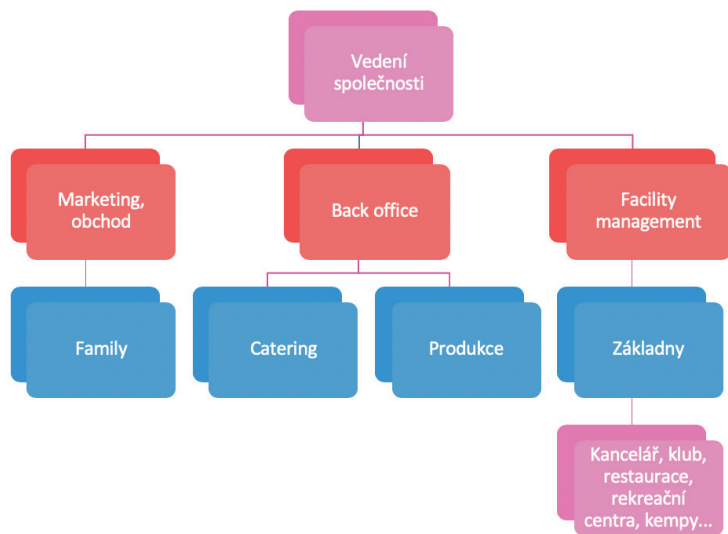 Vedení
společnosti
Marketing,
obchod
Back office
Facility
management
Family
Catering
Produkce
Základny
Kancelář, klub,
restaurace,
rekreační
centra, kempy...